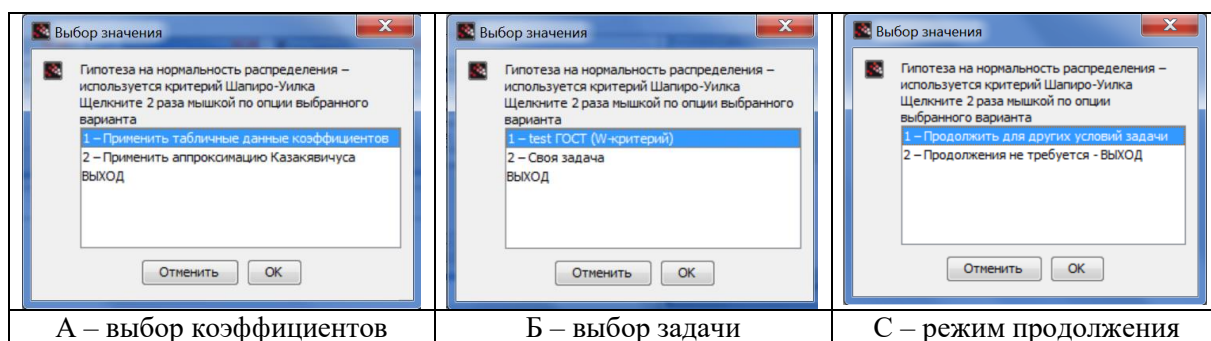 Выбор значения
Гипотеза на нормальность распределения –
используется критерий Шапиро-Уилка
Щелкните 2 раза мышкой по опции выбранного
варианта
1 – Применить табличные данные коэффициентов
2 – Применить аппроксимацию Казакявичуса
ВЫХОД
Отменить OK
А – выбор коэффициентов
Выбор значения
Гипотеза на нормальность распределения –
используется критерий Шапиро-Уилка
Щелкните 2 раза мышкой по опции выбранного
варианта
1 – test ГОСТ (W-критерий)
2 – Своя задача
ВЫХОД
Отменить OK
Б – выбор задачи
Выбор значения
Гипотеза на нормальность распределения –
используется критерий Шапиро-Уилка
Щелкните 2 раза мышкой по опции
выбранного варианта
1 – Продолжить для других условий задачи
2 – Продолжения не требуется - ВЫХОД
Отменить OK
С – режим продолжения